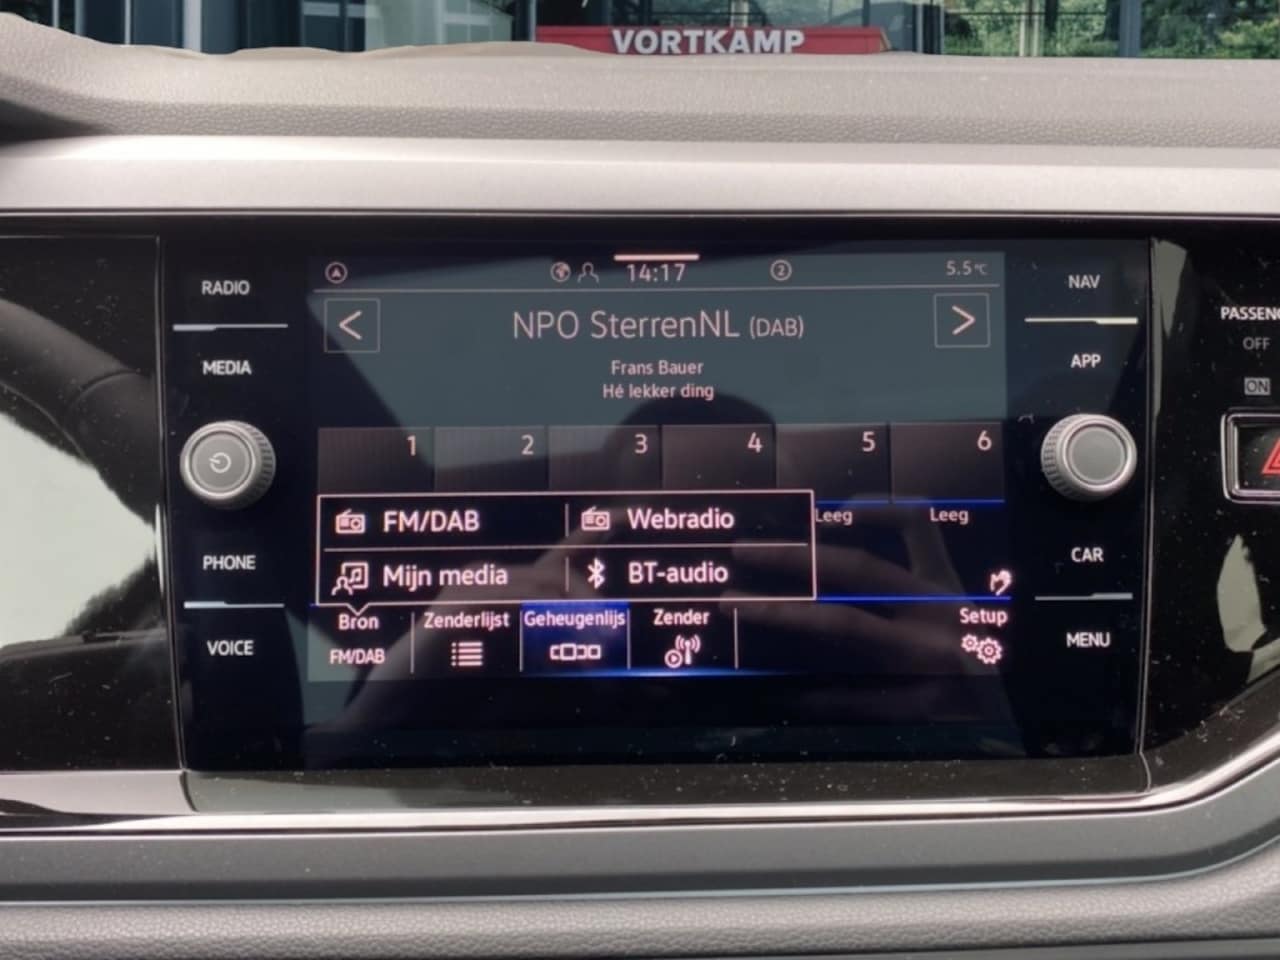 VORTKAMP
RADIO
MEDIA
PHONE
VOICE
14:17
2
5.5°C
NPO SterrenNL (DAB)
Frans Bauer
Hé lekker ding
1 2 3 4 5 6
FM/DAB
Webradio
Mijn media
BT-audio
Leeg
Leeg
Bron
FM/DAB
Zenderlijst
Geheugenlijs
Zender
Setup
NAV
APP
CAR
MENU
PASSENG
OFF
ON